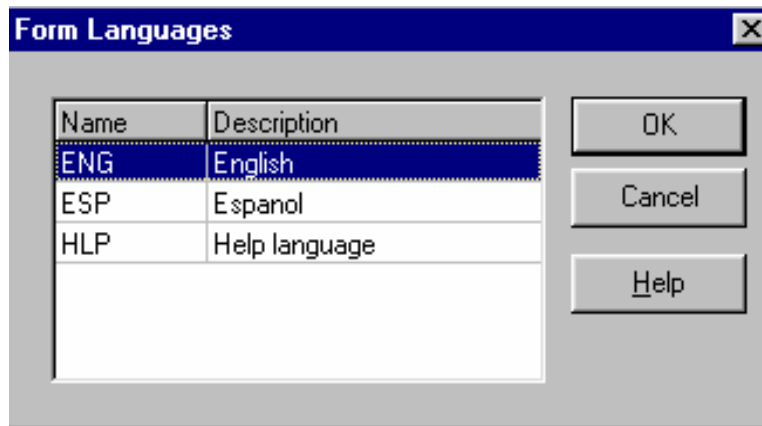 Form Languages
Name Description
ENG English
ESP Espanol
HLP Help language
OK
Cancel
Help